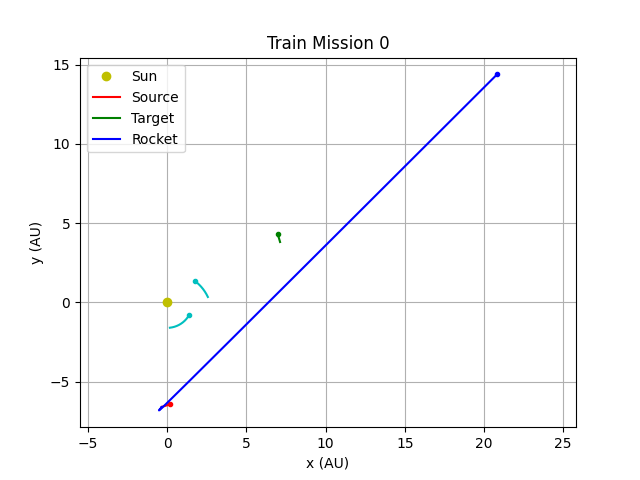 Train Mission 0
Sun
Source
Target
Rocket
15
10
5
0
−5
y (AU)
−5 0 5 10 15 20 25
x (AU)